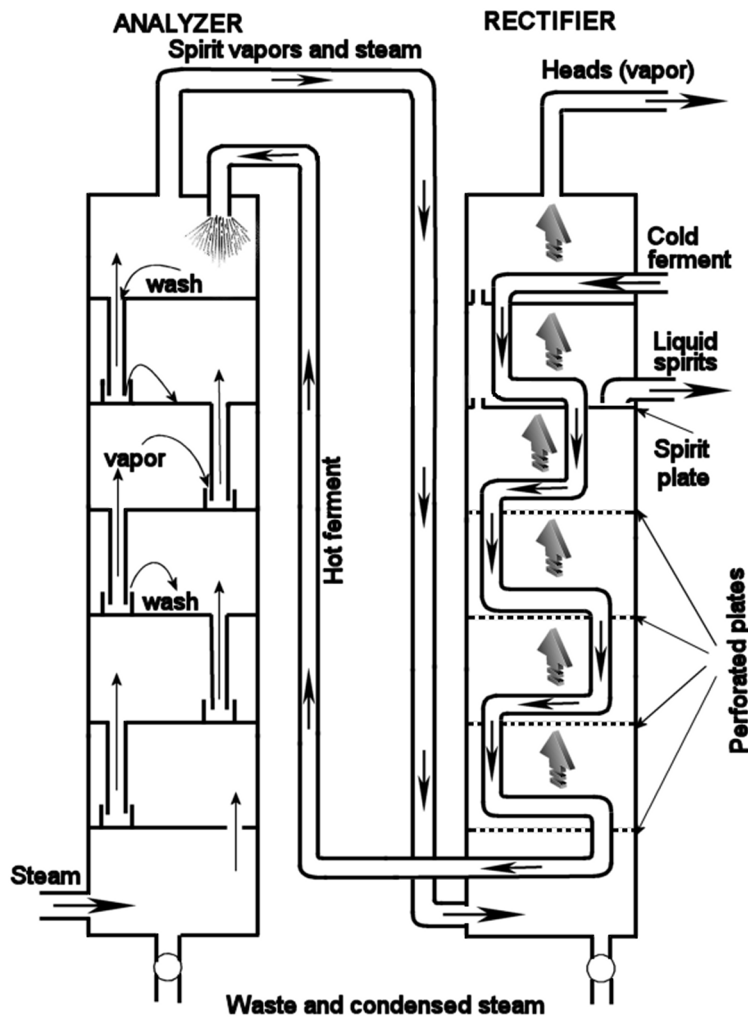 ANALYZER
RECTIFIER
Spirit vapors and steam
Heads (vapor)
Cold
ferment
wash
Liquid
spirits
vapor
Spirit
plate
Hot ferment
wash
Perforated plates
Steam
Waste and condensed steam